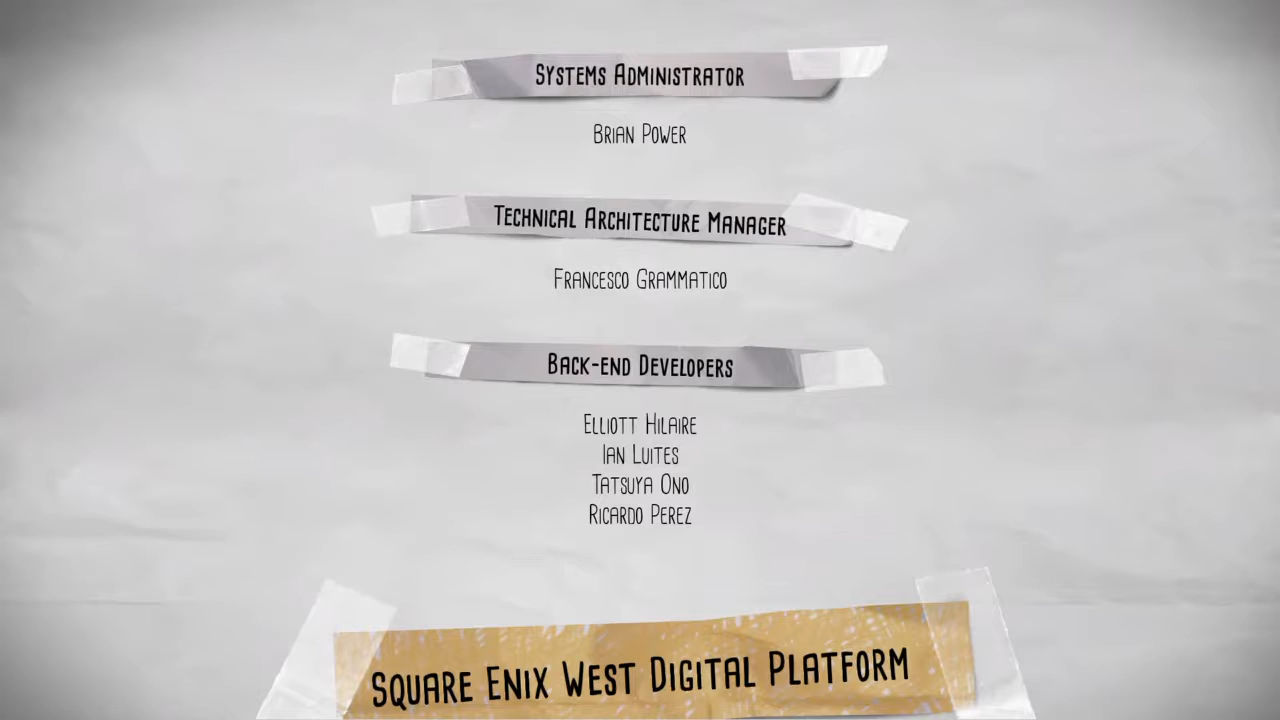 Systems Administrator
Brian Power
Technical Architecture Manager
Francesco Grammatico
Back-end Developers
Elliott Hilaire
Ian Luites
Tatsuya Ono
Ricardo Perez
Square Enix West Digital Platform